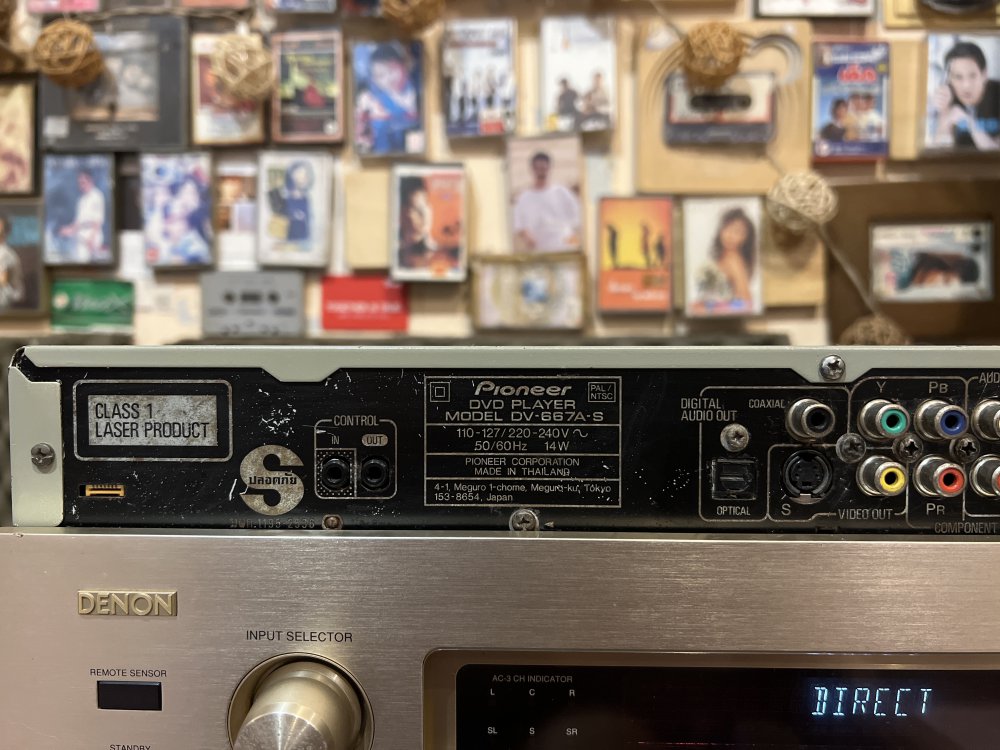 CLASS 1
LASER PRODUCT
ปลอดภัย
CONTROL
IN OUT
Pioneer
PAL/
NTSC
DVD PLAYER
MODEL DV-667A-S
110-127/220-240V ~
50/60Hz 14W
PIONEER CORPORATION
MADE IN THAILAND
4-1, Meguro 1-chome, Meguro-ku, Tokyo
153-8654, Japan
DIGITAL
AUDIO OUT
COAXIAL
OPTICAL
S
VIDEO OUT
Y
PB
PR
COMPONENT
DENON
INPUT SELECTOR
REMOTE SENSOR
STANDBY
AC-3 CH INDICATOR
L C R
SL S SR
DIRECT